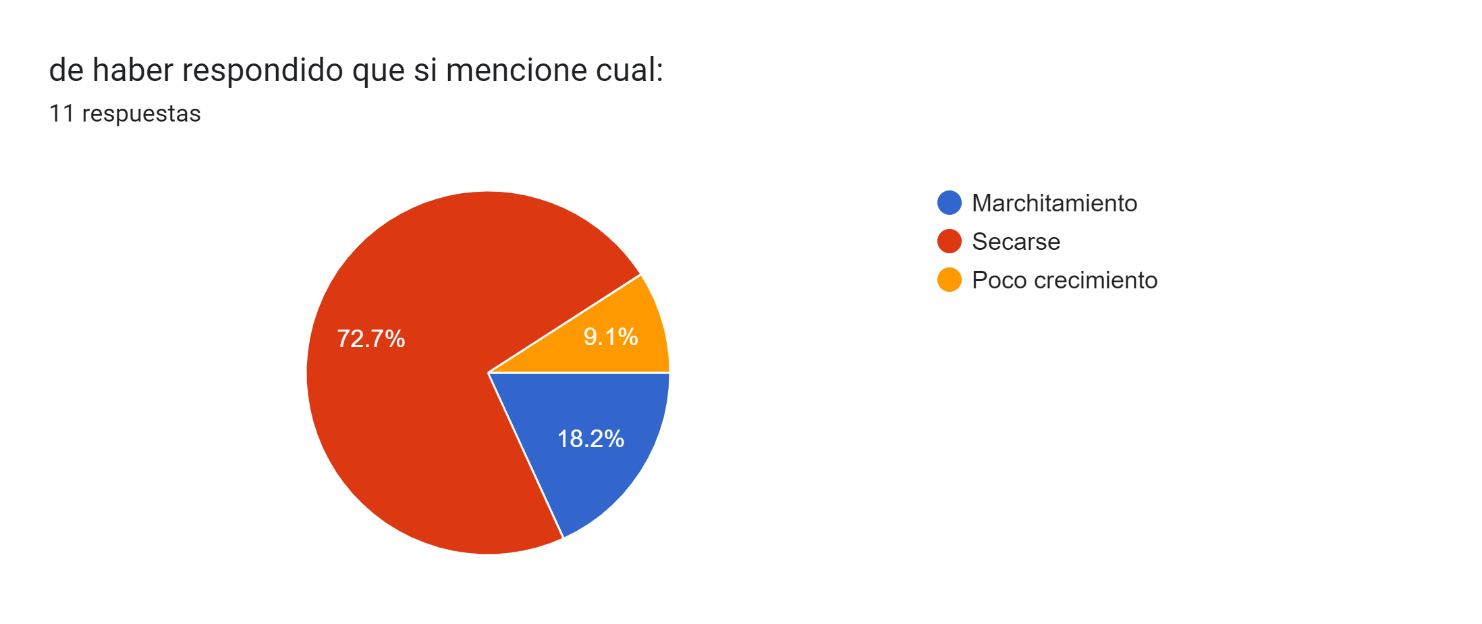 de haber respondido que si mencione cual:
11 respuestas
Marchitamiento
Secarse
Poco crecimiento
72.7%
9.1%
18.2%